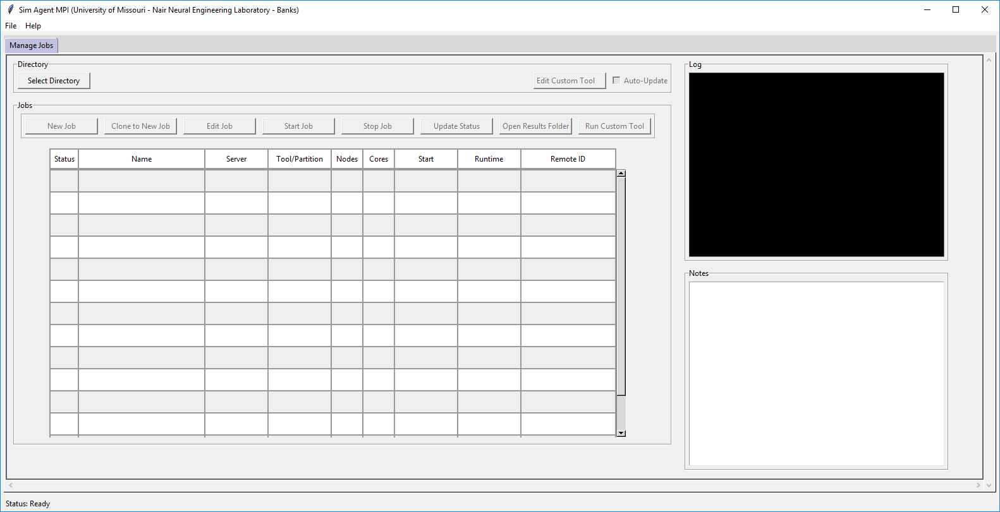 Sim Agent MPI (University of Missouri - Nair Neural Engineering Laboratory - Banks)
File Help
Manage Jobs
Directory
Select Directory
Edit Custom Tool Auto-Update
Jobs
New Job Clone to New Job Edit Job Start Job Stop Job Update Status Open Results Folder Run Custom Tool
Status Name Server Tool/Partition Nodes Cores Start Runtime Remote ID
Log
Notes
Status: Ready